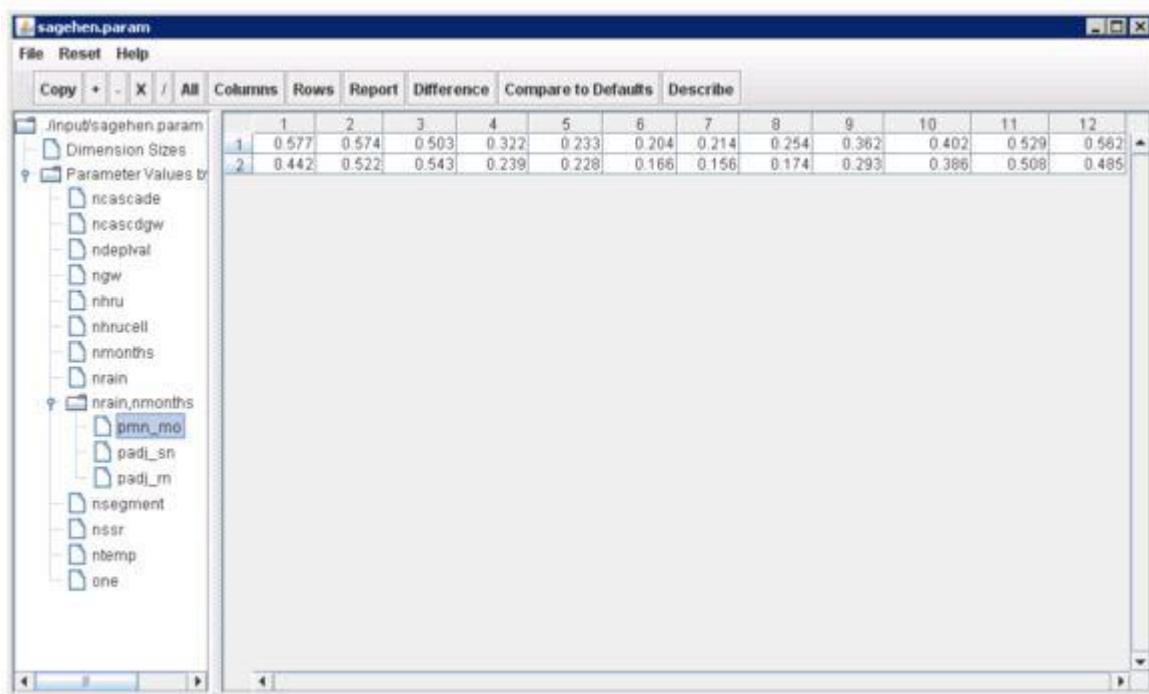 sagehen.param
File Reset Help
Copy + - X / All Columns Rows Report Difference Compare to Defaults Describe
./input/sagehen.param
Dimension Sizes
Parameter Values by
ncascade
ncascdgw
ndeplval
ngw
nhru
nhrucell
nmonths
nrain
nrain,nmonths
pmn_mo
padj_sn
padj_rn
nsegment
nssr
ntemp
one
1 2 3 4 5 6 7 8 9 10 11 12
1 0.577 0.574 0.503 0.322 0.233 0.204 0.214 0.254 0.362 0.402 0.529 0.562
2 0.442 0.522 0.543 0.239 0.228 0.166 0.156 0.174 0.293 0.386 0.508 0.485